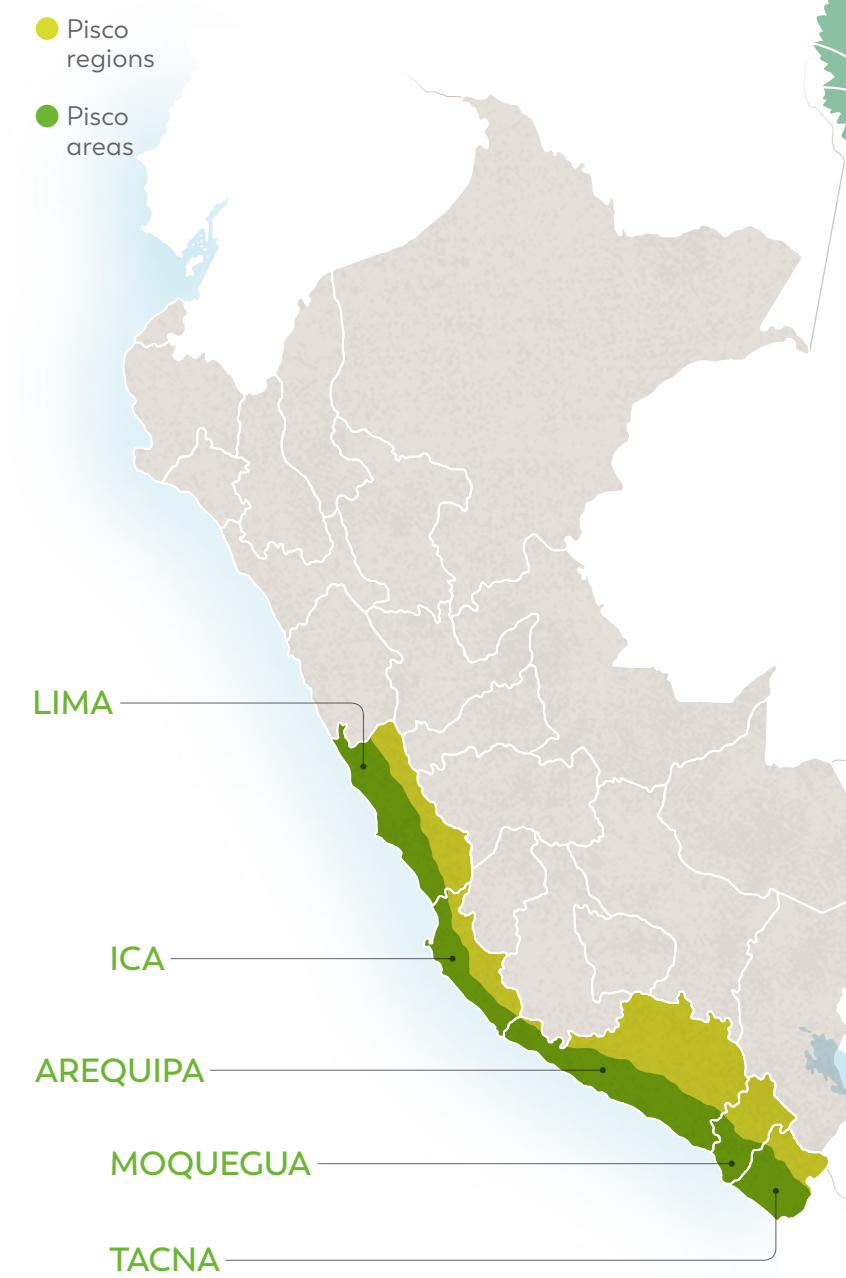 Pisco
regions
Pisco
areas
LIMA
ICA
AREQUIPA
MOQUEGUA
TACNA